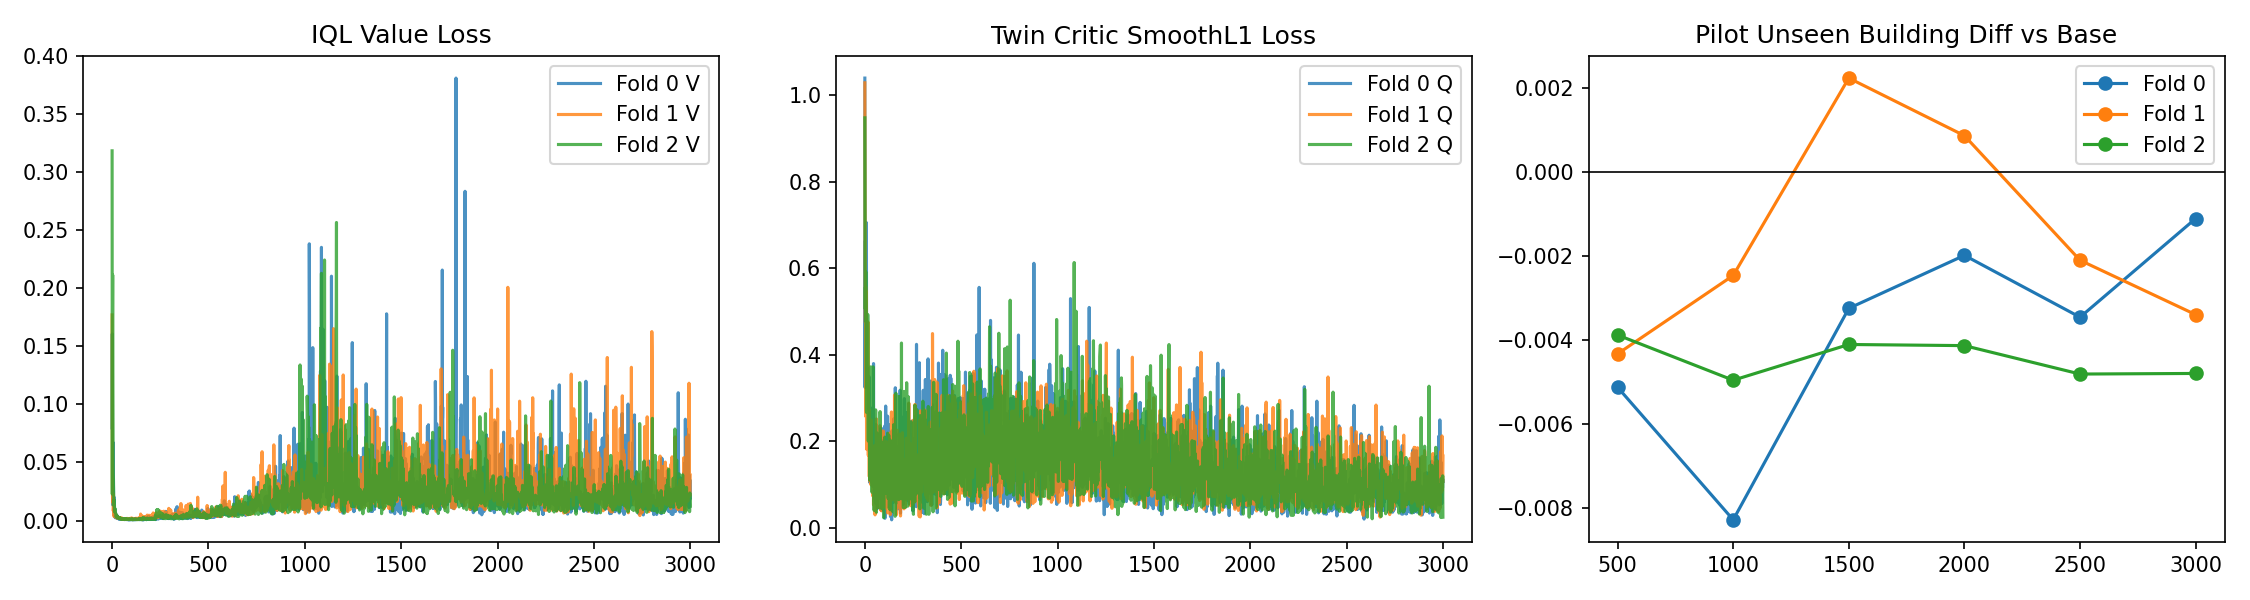 IQL Value Loss
0.40
0.35
0.30
0.25
0.20
0.15
0.10
0.05
0.00
0 500 1000 1500 2000 2500 3000
Fold 0 V
Fold 1 V
Fold 2 V
Twin Critic SmoothL1 Loss
1.0
0.8
0.6
0.4
0.2
0.0
0 500 1000 1500 2000 2500 3000
Fold 0 Q
Fold 1 Q
Fold 2 Q
Pilot Unseen Building Diff vs Base
0.002
0.000
−0.002
−0.004
−0.006
−0.008
500 1000 1500 2000 2500 3000
Fold 0
Fold 1
Fold 2